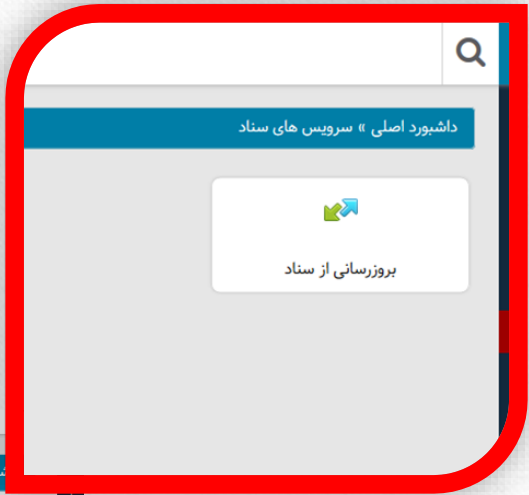 داشبورد اصلی » سرویس های سناد
بروزرسانی از سناد